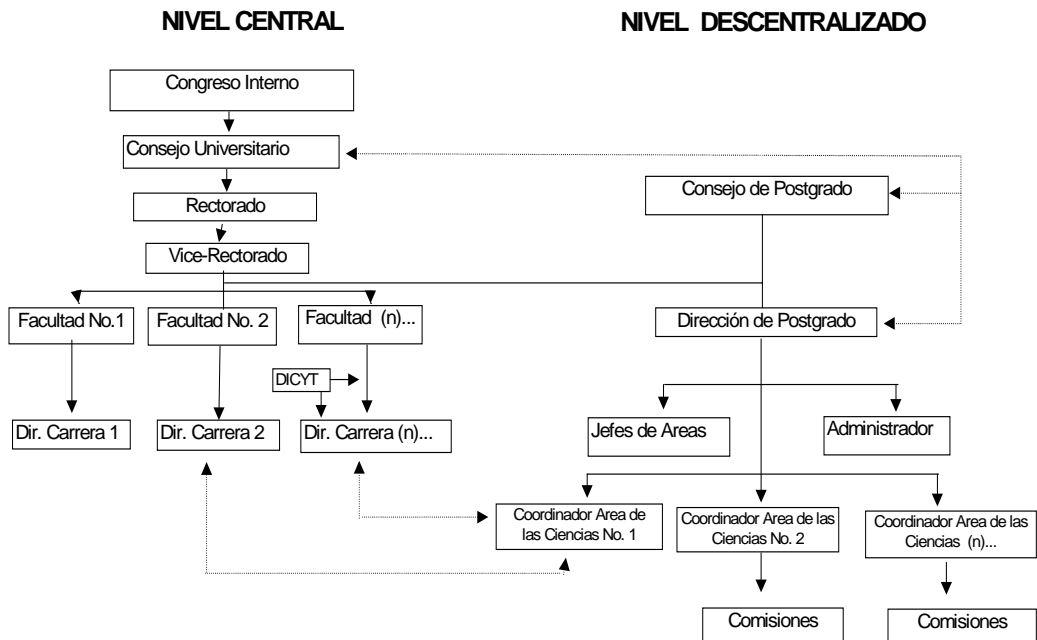 NIVEL CENTRAL
NIVEL DESCENTRALIZADO
Congreso Interno
Consejo Universitario
Rectorado
Consejo de Postgrado
Vice-Rectorado
Facultad No.1
Facultad No. 2
Facultad (n)...
Dirección de Postgrado
DICYT
Dir. Carrera 1
Dir. Carrera 2
Dir. Carrera (n)...
Jefes de Areas
Administrador
Coordinador Area de
las Ciencias No. 1
Coordinador Area de las
Ciencias No. 2
Coordinador Area de las
Ciencias (n)...
Comisiones
Comisiones